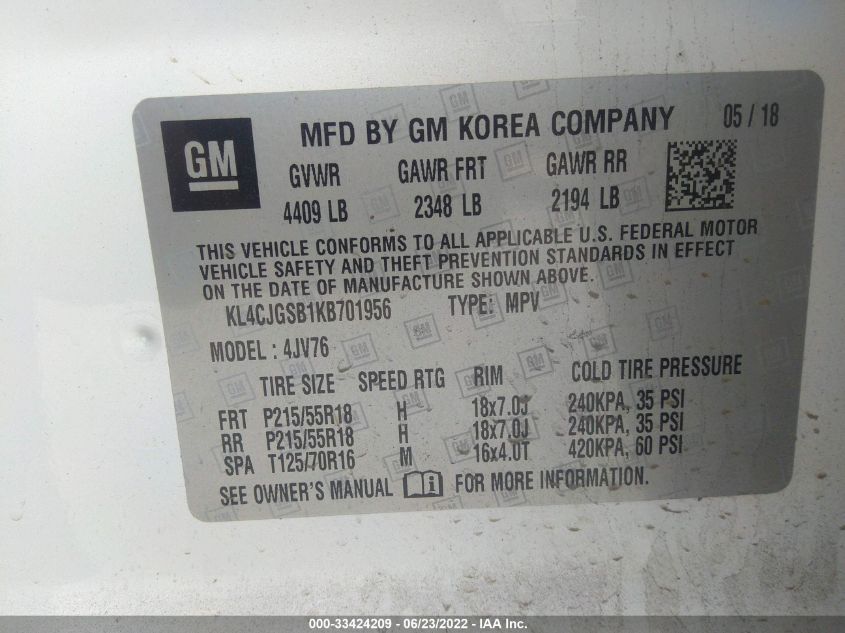 GM
MFD BY GM KOREA COMPANY 05 / 18
GVWR GAWR FRT GAWR RR
4409 LB 2348 LB 2194 LB
THIS VEHICLE CONFORMS TO ALL APPLICABLE U.S. FEDERAL MOTOR
VEHICLE SAFETY AND THEFT PREVENTION STANDARDS IN EFFECT
ON THE DATE OF MANUFACTURE SHOWN ABOVE.
KL4CJGSB1KB701956 TYPE: MPV
MODEL : 4JV76
TIRE SIZE SPEED RTG RIM COLD TIRE PRESSURE
FRT P215/55R18 H 18x7.0J 240KPA, 35 PSI
RR P215/55R18 H 18x7.0J 240KPA, 35 PSI
SPA T125/70R16 M 16x4.0T 420KPA, 60 PSI
SEE OWNER'S MANUAL FOR MORE INFORMATION.
000-33424209 - 06/23/2022 - IAA Inc.